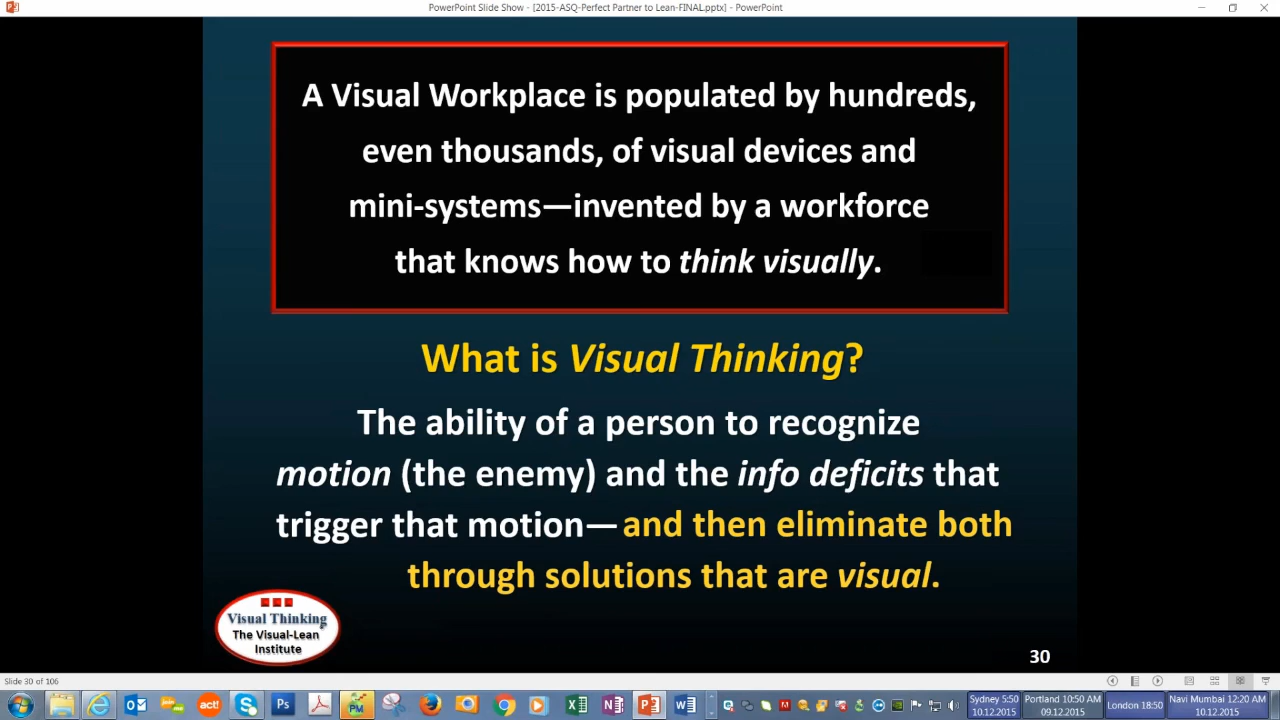 PowerPoint Slide Show - [2015-ASQ-Perfect Partner to Lean-FINAL.pptx] - PowerPoint
A Visual Workplace is populated by hundreds,
even thousands, of visual devices and
mini-systems—invented by a workforce
that knows how to think visually.
What is Visual Thinking?
The ability of a person to recognize
motion (the enemy) and the info deficits that
trigger that motion—and then eliminate both
through solutions that are visual.
Visual Thinking
The Visual-Lean
Institute
30
Slide 30 of 106
act!
Ps
PM
Sydney 5:50
10.12.2015
Portland 10:50 AM
09.12.2015
London 18:50
Navi Mumbai 12:20 AM
10.12.2015